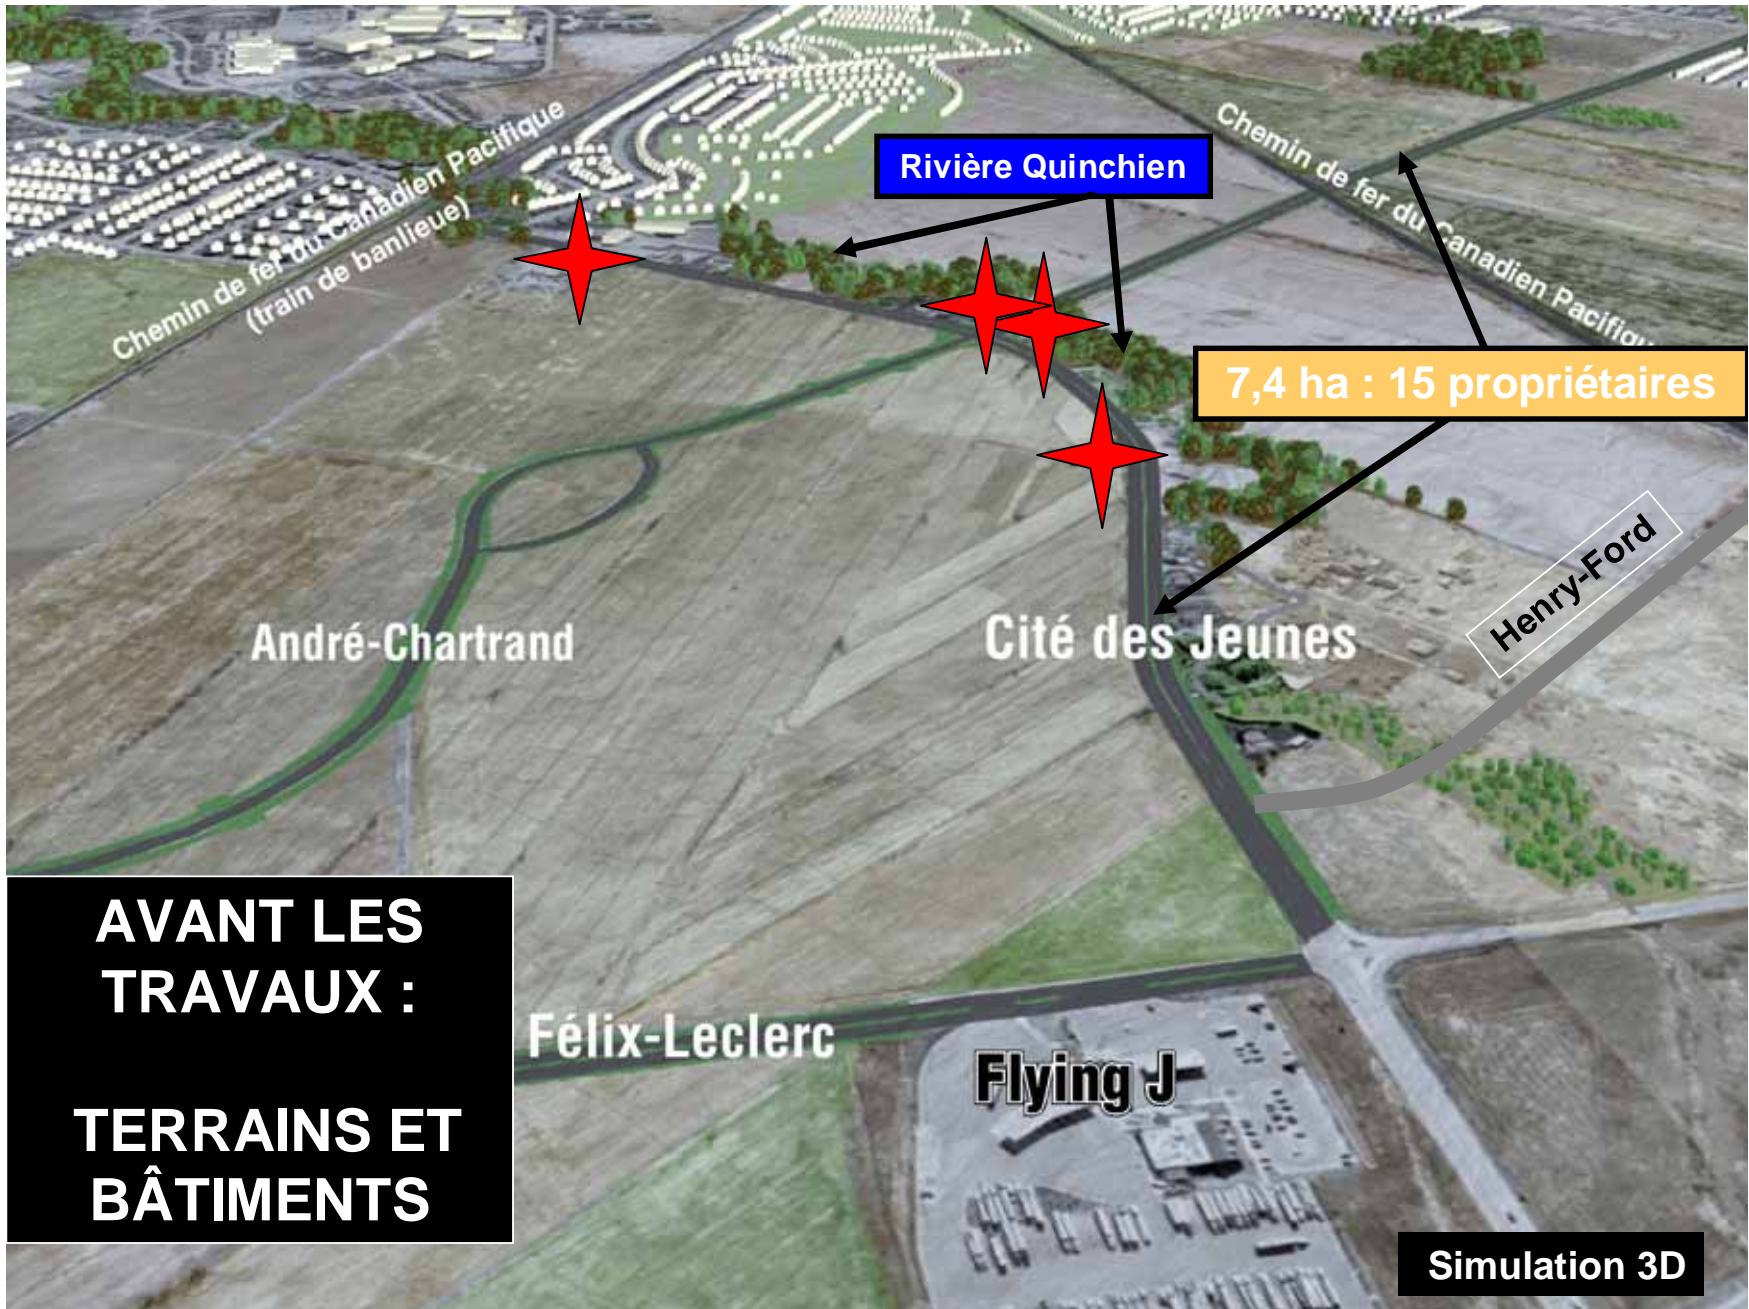 Chemin de fer du Canadien Pacifique
(train de banlieue)
Rivière Quinchien
Chemin de fer du Canadien Pacifique
7,4 ha : 15 propriétaires
Henry-Ford
André-Chartrand
Cité des Jeunes
AVANT LES
TRAVAUX :
TERRAINS ET
BÂTIMENTS
Félix-Leclerc
Flying J
Simulation 3D